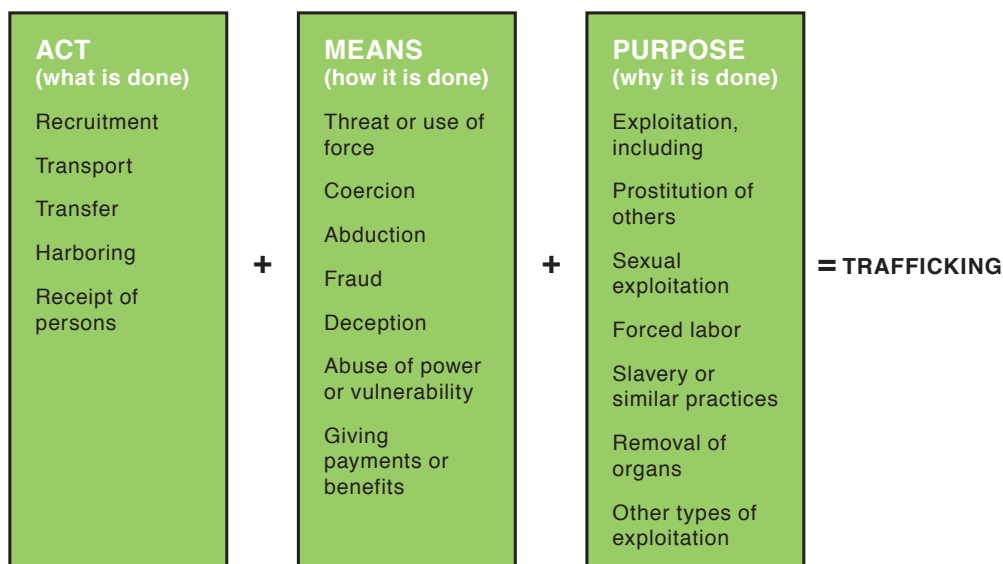 ACT
(what is done)
Recruitment
Transport
Transfer
Harboring
Receipt of
persons
+
MEANS
(how it is done)
Threat or use of
force
Coercion
Abduction
Fraud
Deception
Abuse of power
or vulnerability
Giving
payments or
benefits
+
PURPOSE
(why it is done)
Exploitation,
including
Prostitution of
others
Sexual
exploitation
Forced labor
Slavery or
similar practices
Removal of
organs
Other types of
exploitation
= TRAFFICKING